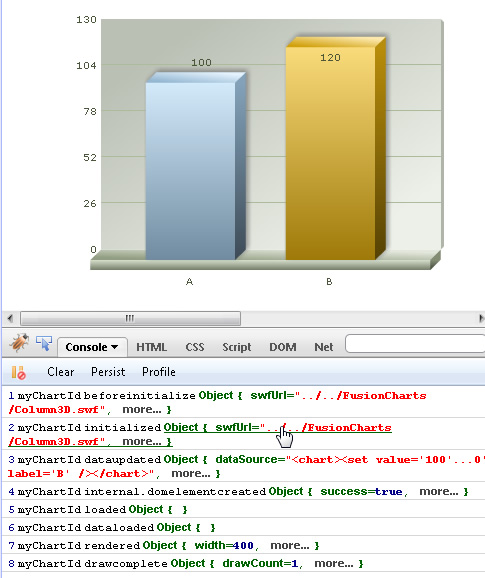 130
100
120
104
78
52
26
0
A B
Console HTML CSS Script DOM Net
Clear Persist Profile
1 myChartId beforeinitialize Object { swfUrl="../../FusionCharts
/Column3D.swf", more... }
2 myChartId initialized Object { swfUrl="../../FusionCharts
/Column3D.swf", more... }
3 myChartId dataupdated Object { dataSource="<chart><set value='100'...0'
label='B' /></chart>", more... }
4 myChartId internal.domelementcreated Object { success=true, more... }
5 myChartId loaded Object { }
6 myChartId dataloaded Object { }
7 myChartId rendered Object { width=400, more... }
8 myChartId drawcomplete Object { drawCount=1, more... }